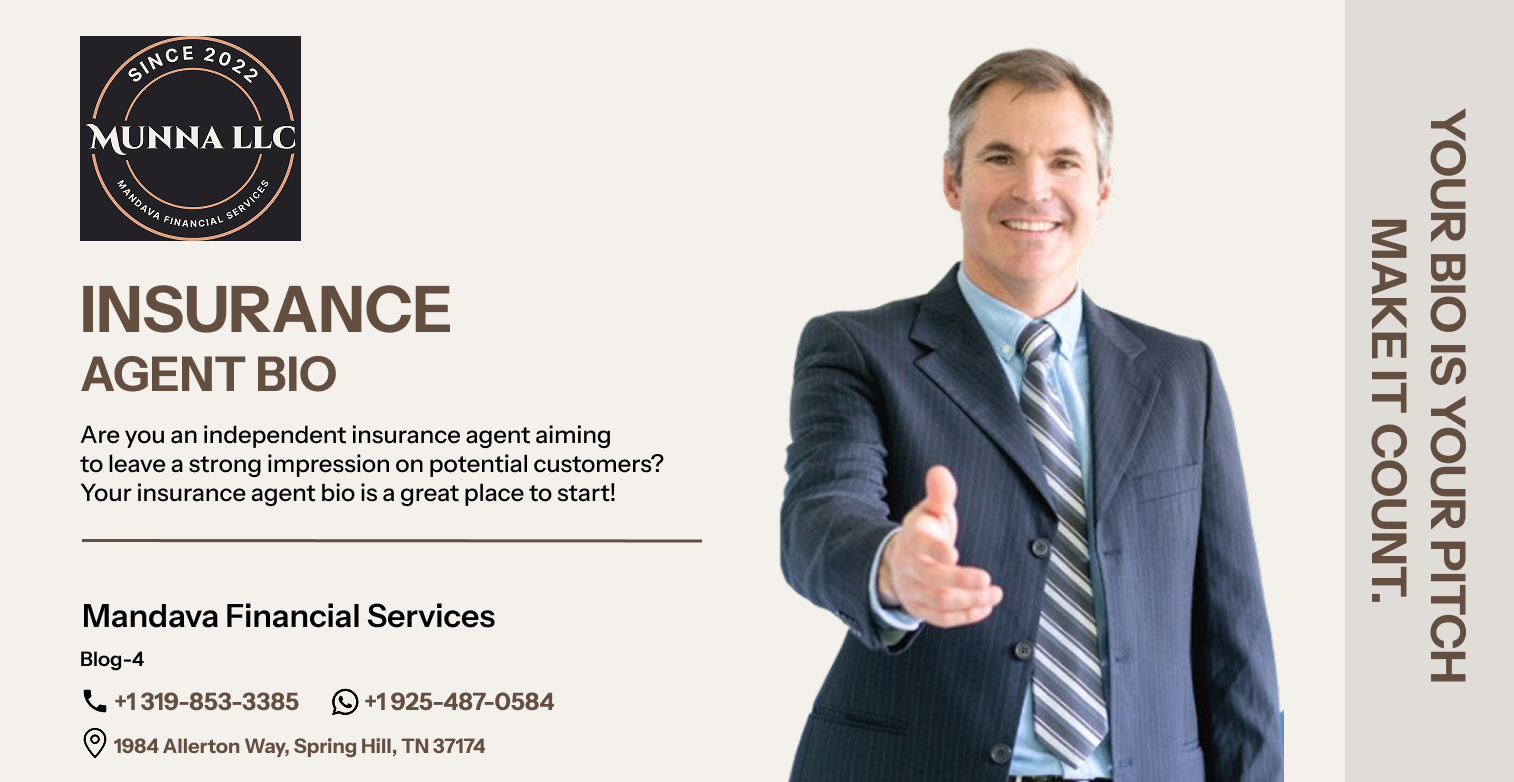 SINCE 2022
MUNNA LLC
MANDAVA FINANCIAL SERVICES
INSURANCE
AGENT BIO
Are you an independent insurance agent aiming
to leave a strong impression on potential customers?
Your insurance agent bio is a great place to start!
Mandava Financial Services
Blog-4
+1 319-853-3385 +1 925-487-0584
1984 Allerton Way, Spring Hill, TN 37174
YOUR BIO IS YOUR PITCH
MAKE IT COUNT.